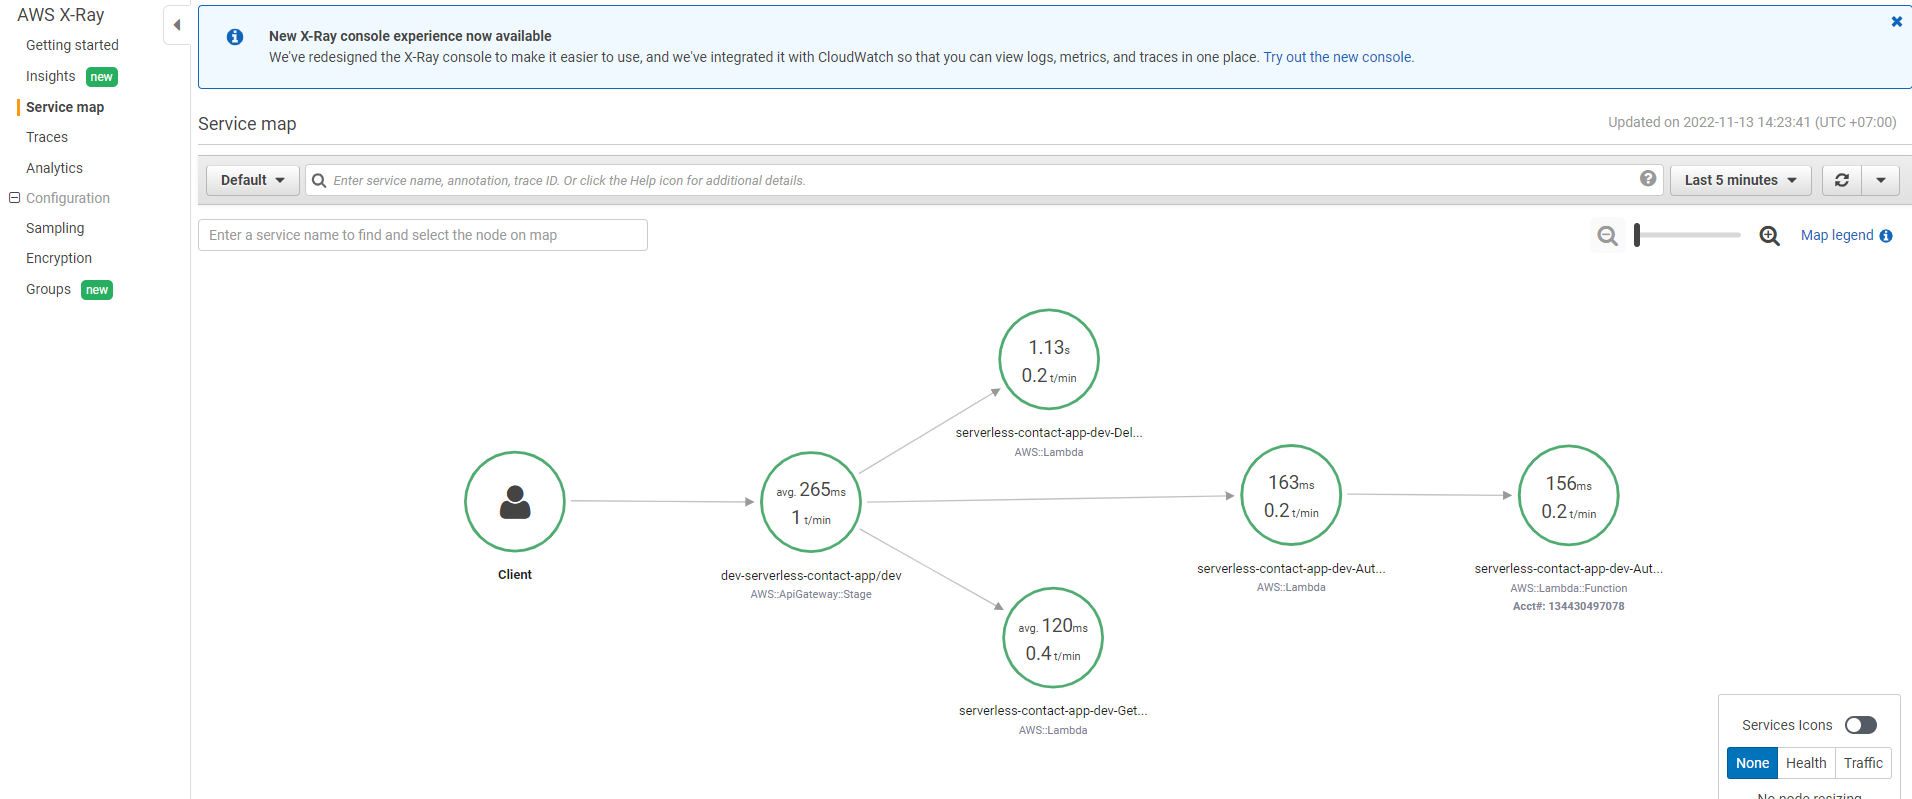 AWS X-Ray
Getting started
Insights new
Service map
Traces
Analytics
Configuration
Sampling
Encryption
Groups new
New X-Ray console experience now available
We've redesigned the X-Ray console to make it easier to use, and we've integrated it with CloudWatch so that you can view logs, metrics, and traces in one place. Try out the new console.
Service map
Updated on 2022-11-13 14:23:41 (UTC +07:00)
Default
Enter service name, annotation, trace ID. Or click the Help icon for additional details.
Last 5 minutes
Enter a service name to find and select the node on map
Map legend
1.13s
0.2 t/min
serverless-contact-app-dev-Del...
AWS::Lambda
Client
avg. 265ms
1 t/min
dev-serverless-contact-app/dev
AWS::ApiGateway::Stage
163ms
0.2 t/min
serverless-contact-app-dev-Aut...
AWS::Lambda
156ms
0.2 t/min
serverless-contact-app-dev-Aut...
AWS::Lambda::Function
Acct#: 134430497078
avg. 120ms
0.4 t/min
serverless-contact-app-dev-Get...
AWS::Lambda
Services Icons
None Health Traffic
No node resizing